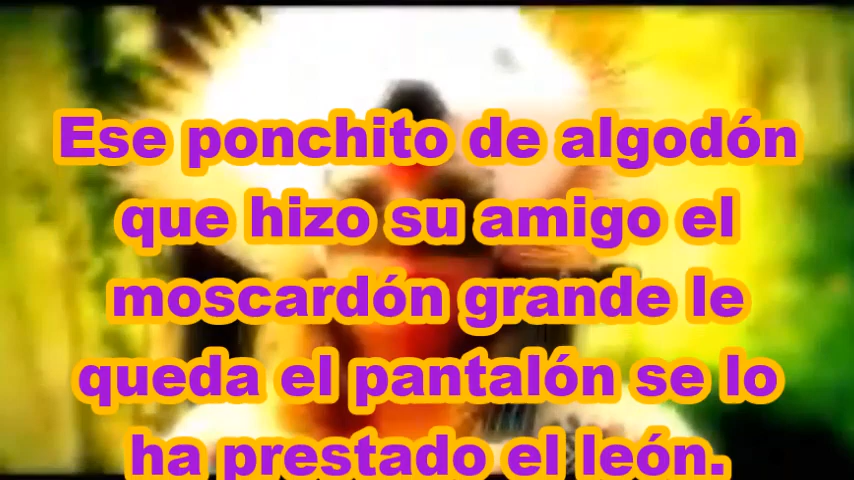 Ese ponchito de algodón
que hizo su amigo el
moscardón grande le
queda el pantalón se lo
ha prestado el león.